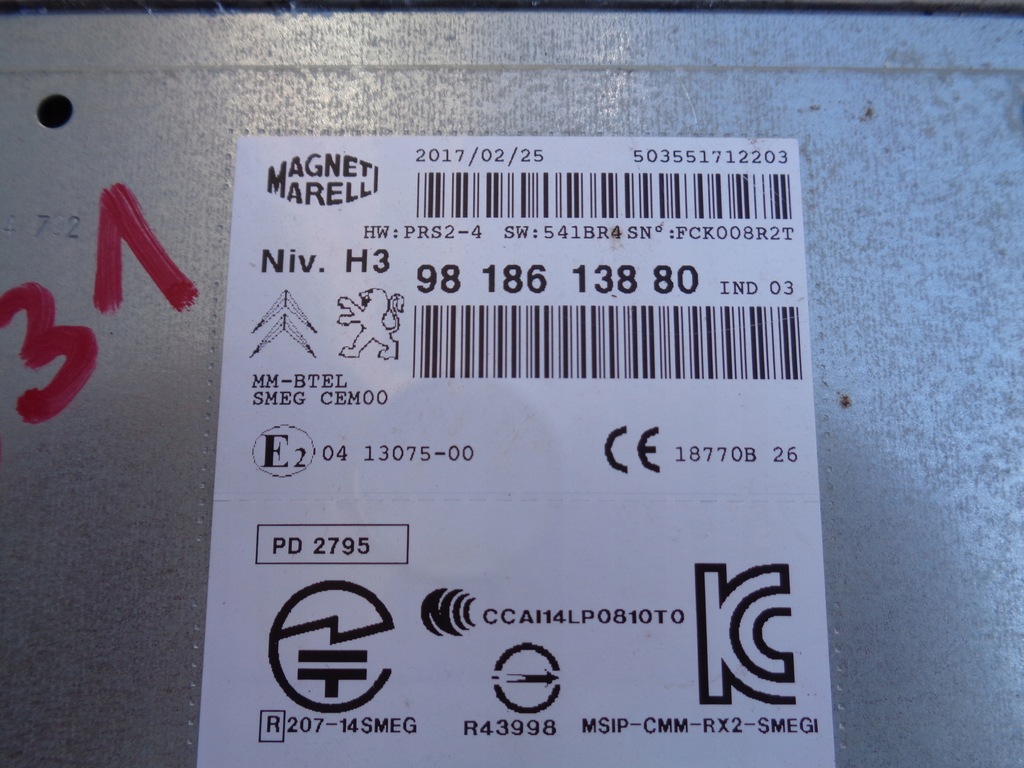 MAGNETI MARELLI
2017/02/25 503551712203
HW:PRS2-4 SW:541BR4 SN°:FCK008R2T
Niv. H3
98 186 138 80 IND 03
MM-BTEL
SMEG CEM00
E2 04 13075-00
CE 18770B 26
PD 2795
CCAI14LP0810T0
R 207-14SMEG
R43998
MSIP-CMM-RX2-SMEGI
KC
31
472